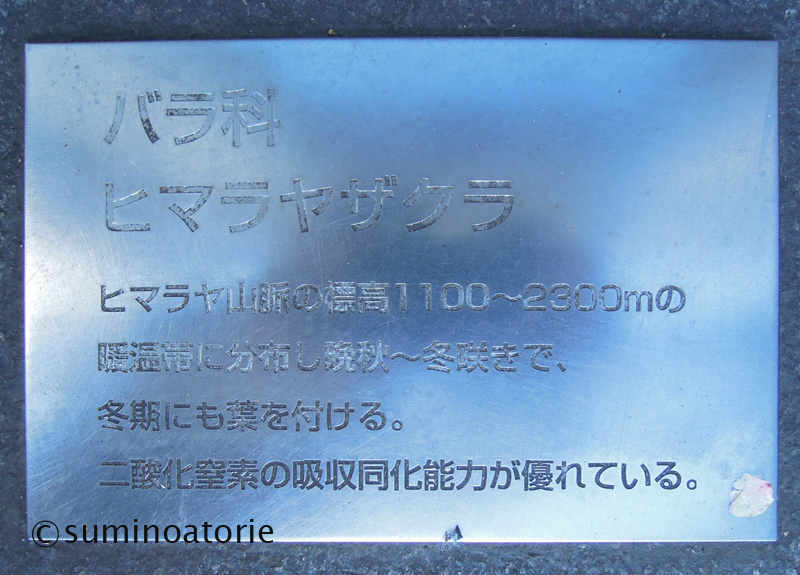 バラ科
ヒマラヤザクラ
ヒマラヤ山脈の標高1100～2300mの
暖温帯に分布し晩秋～冬咲きで、
冬期にも葉を付ける。
二酸化窒素の吸収同化能力が優れている。
©suminoatorie